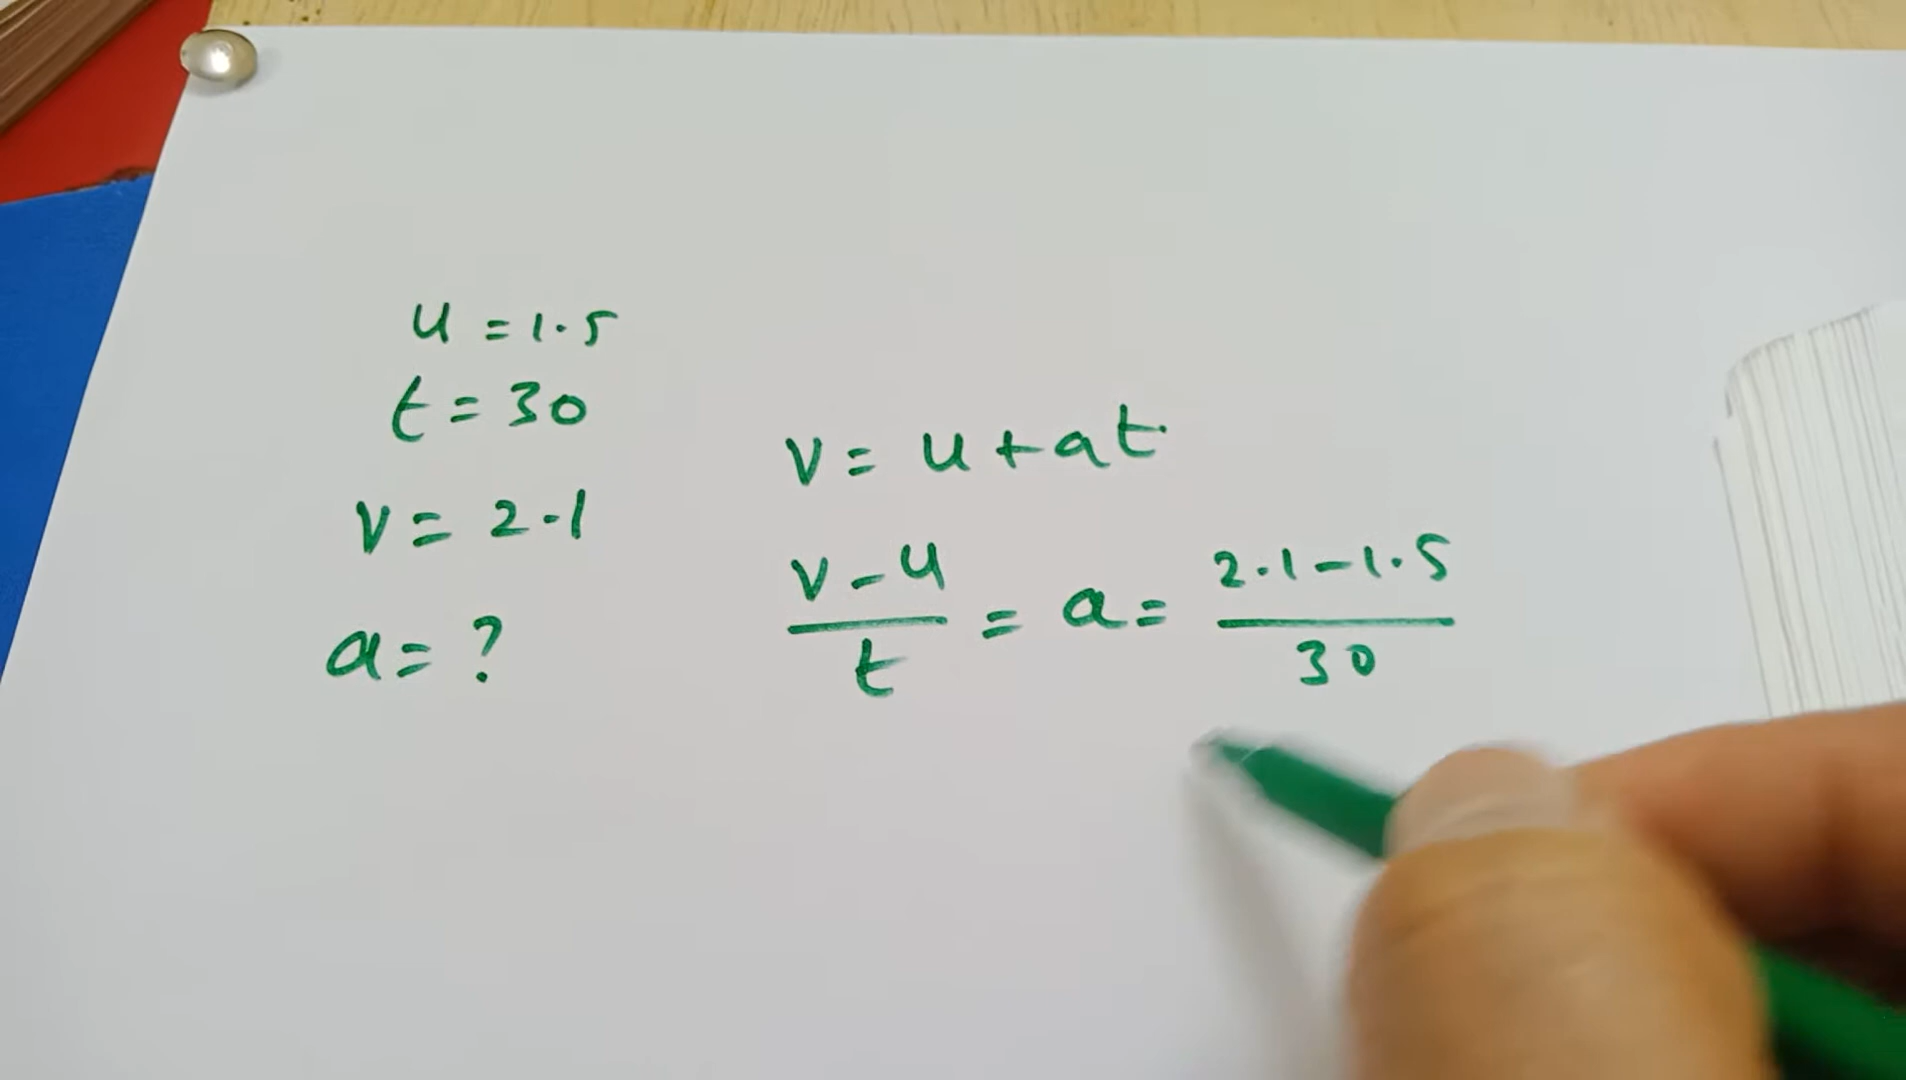 u = 1.5
t = 30
v = 2.1
a = ?
v = u + at
v - u / t = a = 2.1 - 1.5 / 30